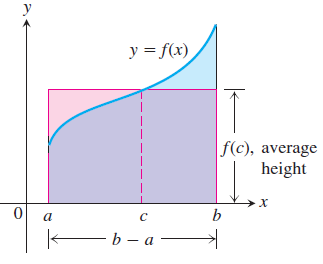 y
y = f(x)
f(c), average
height
x
0 a c b
b – a